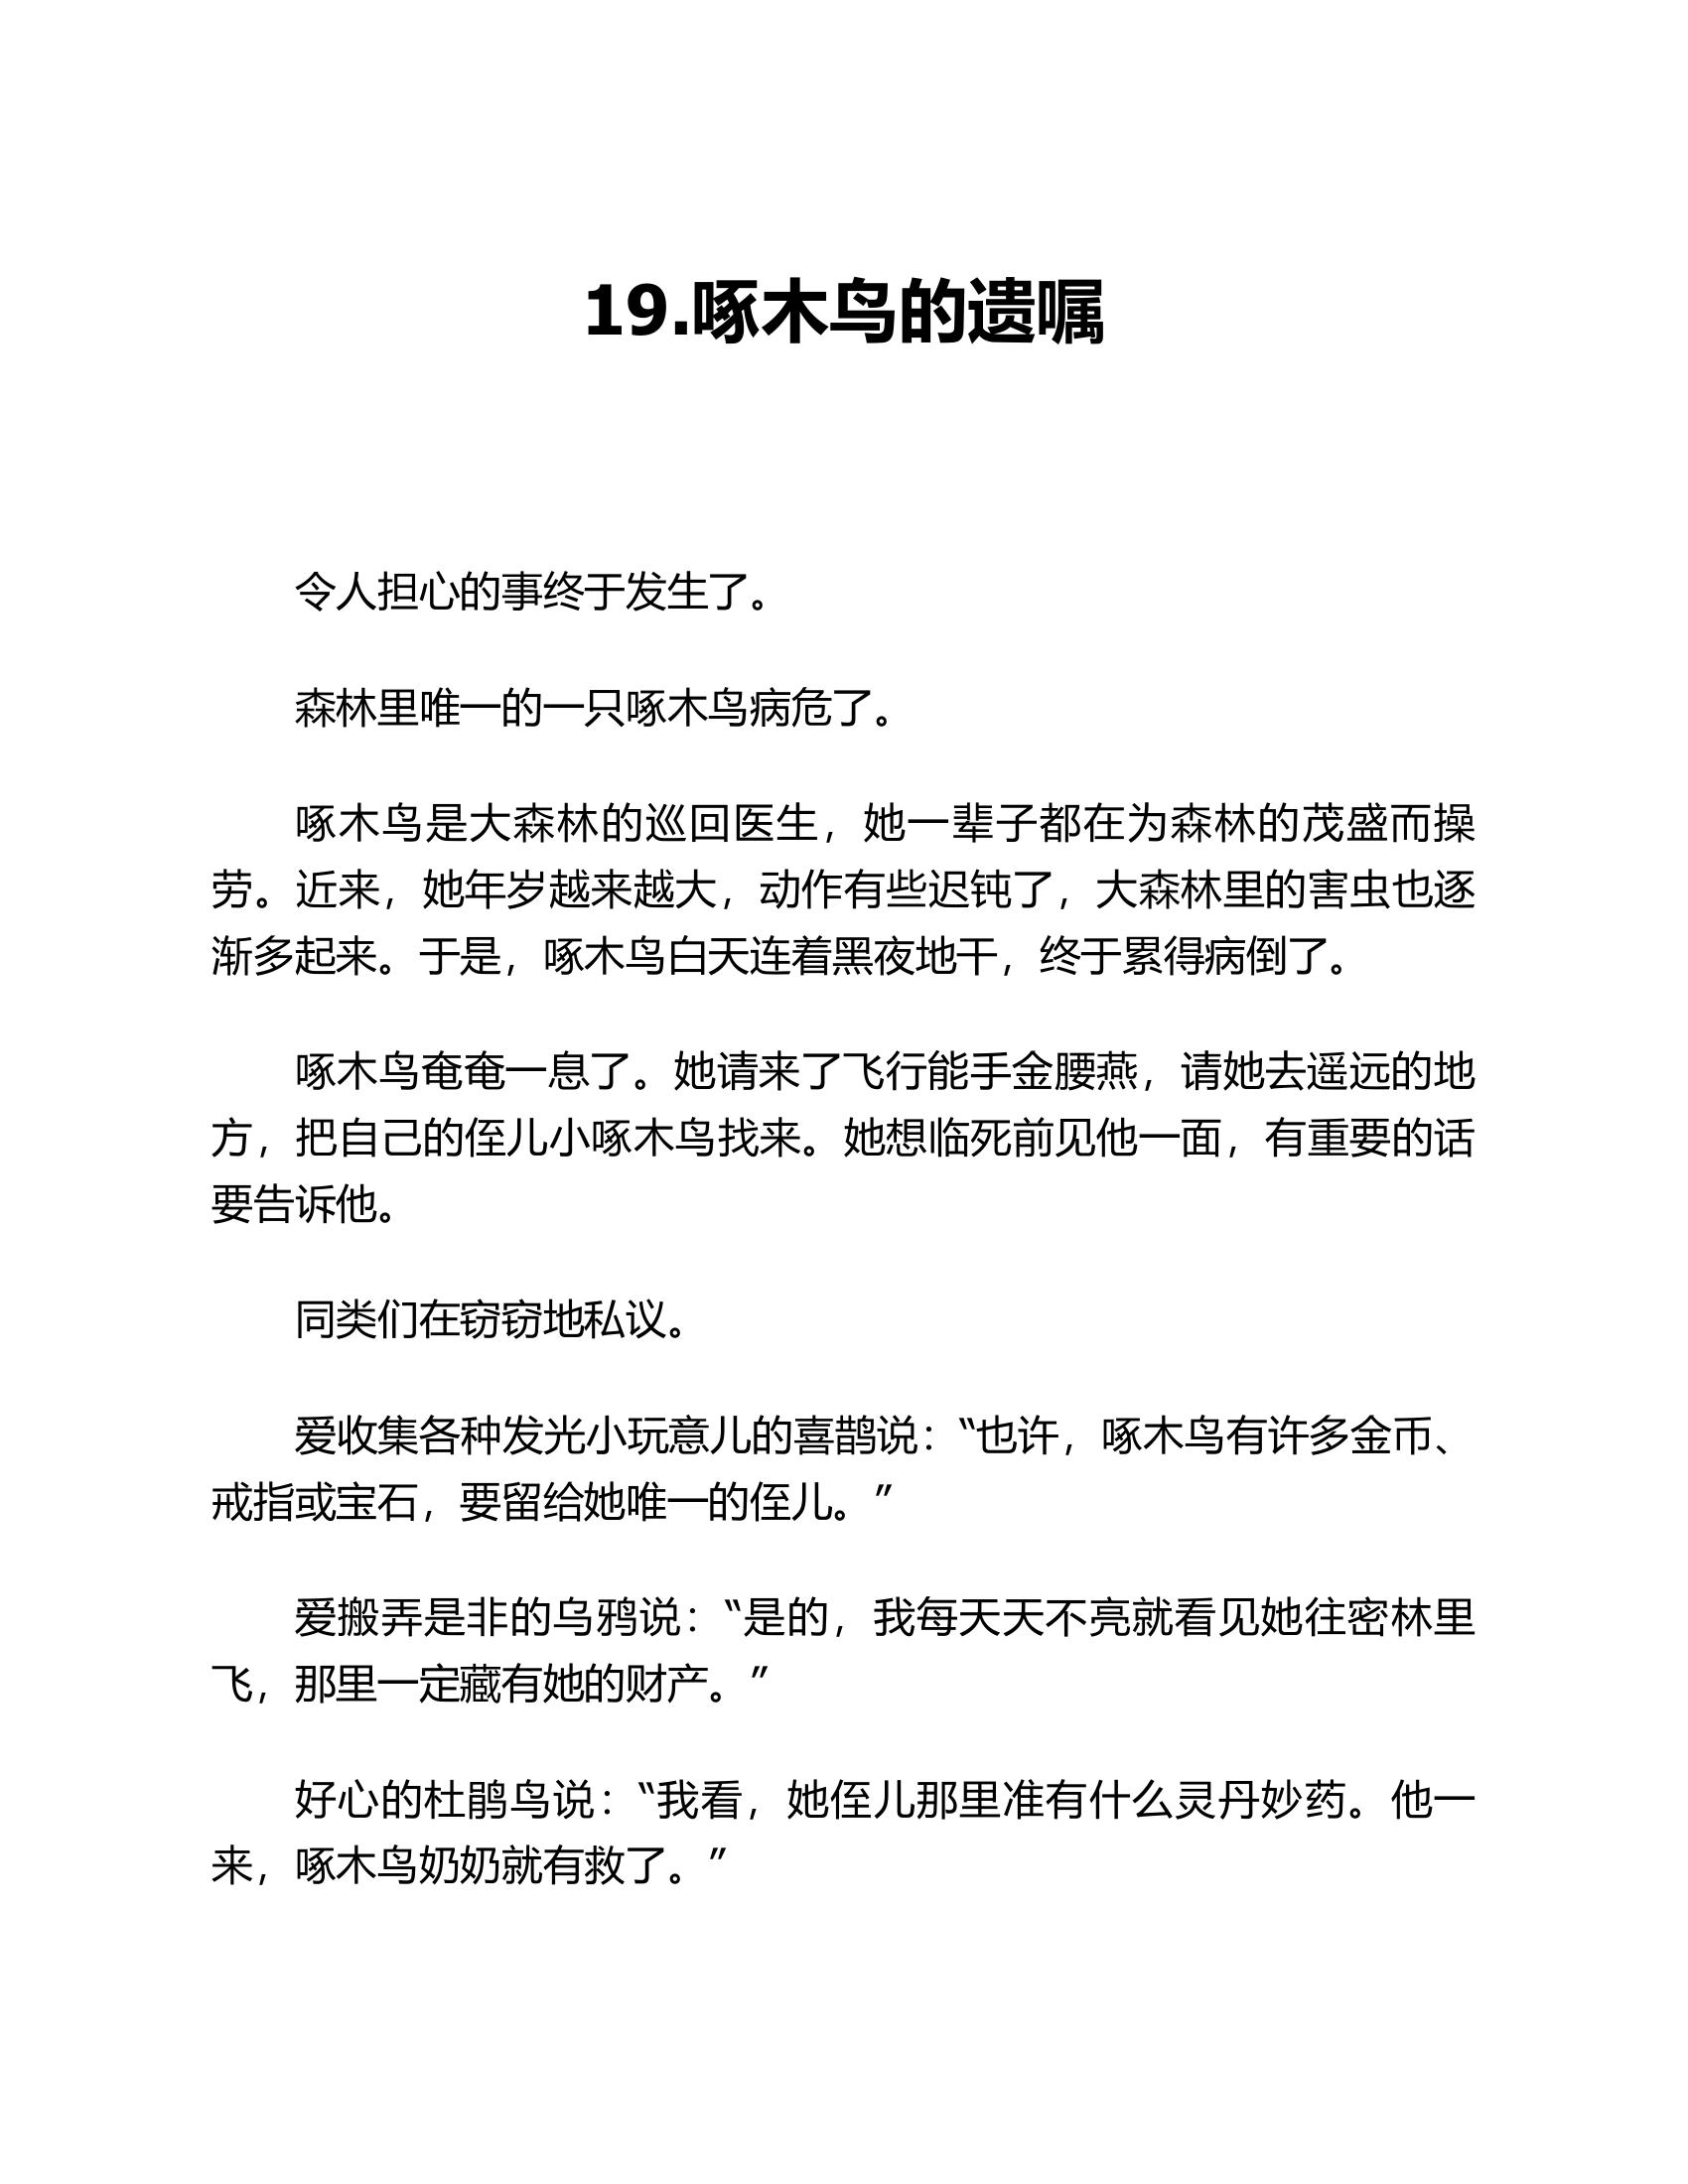 19.啄木鸟的遗嘱
令人担心的事终于发生了。
森林里唯一的一只啄木鸟病危了。
啄木鸟是大森林的巡回医生，她一辈子都在为森林的茂盛而操
劳。近来，她年岁越来越大，动作有些迟钝了，大森林里的害虫也逐
渐多起来。于是，啄木鸟白天连着黑夜地干，终于累得病倒了。
啄木鸟奄奄一息了。她请来了飞行能手金腰燕，请她去遥远的地
方，把自己的侄儿小啄木鸟找来。她想临死前见他一面，有重要的话
要告诉他。
同类们在窃窃地私议。
爱收集各种发光小玩意儿的喜鹊说：“也许，啄木鸟有许多金币、
戒指或宝石，要留给她唯一的侄儿。”
爱搬弄是非的乌鸦说：“是的，我每天天不亮就看见她往密林里
飞，那里一定藏有她的财产。”
好心的杜鹃鸟说：“我看，她侄儿那里准有什么灵丹妙药。他一
来，啄木鸟奶奶就有救了。”